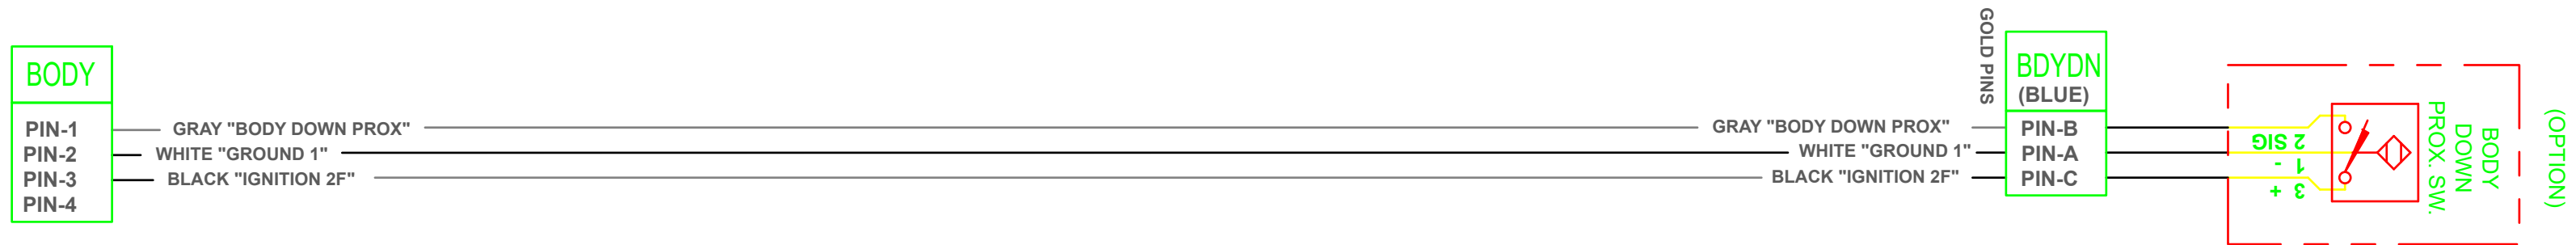 BODY
PIN-1
PIN-2
PIN-3
PIN-4
GRAY "BODY DOWN PROX"
WHITE "GROUND 1"
BLACK "IGNITION 2F"
GRAY "BODY DOWN PROX"
WHITE "GROUND 1"
BLACK "IGNITION 2F"
GOLD PINS
BDYDN
(BLUE)
PIN-B
PIN-A
PIN-C
2 SIG
1 -
3 +
BODY
DOWN
PROX. SW.
(OPTION)